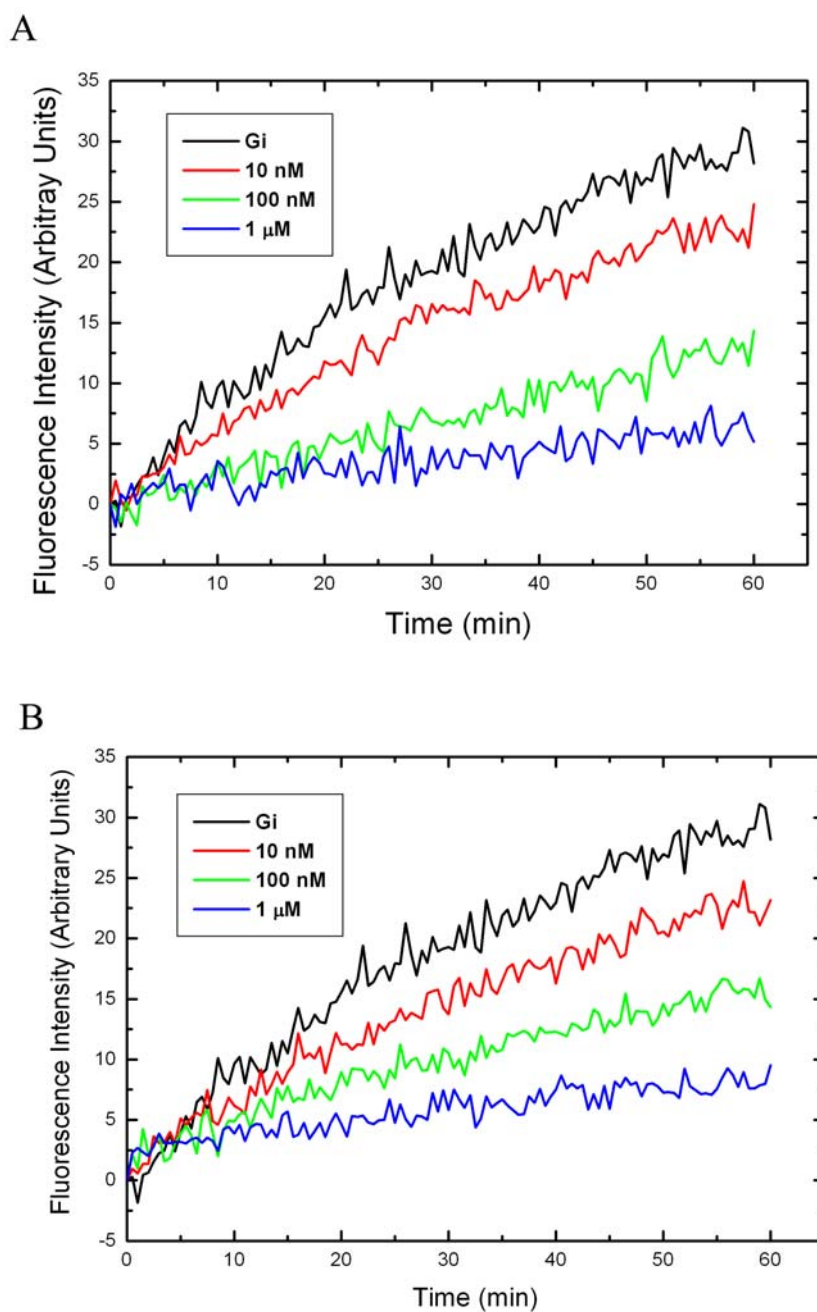 A
Fluorescence Intensity (Arbitray Units)
35
30
25
20
15
10
5
0
-5
Gi
10 nM
100 nM
1 μM
0 10 20 30 40 50 60
Time (min)
B
Fluorescence Intensity (Arbitrary Units)
35
30
25
20
15
10
5
0
-5
Gi
10 nM
100 nM
1 μM
0 10 20 30 40 50 60
Time (min)